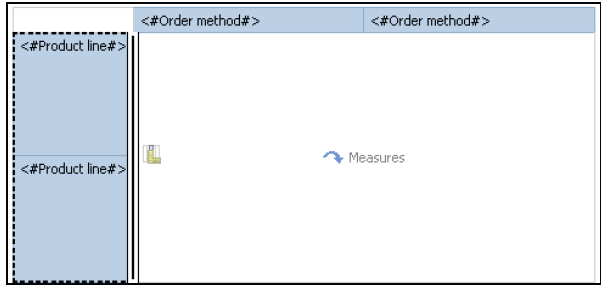 <#Order method#> <#Order method#>
<#Product line#>
Measures
<#Product line#>